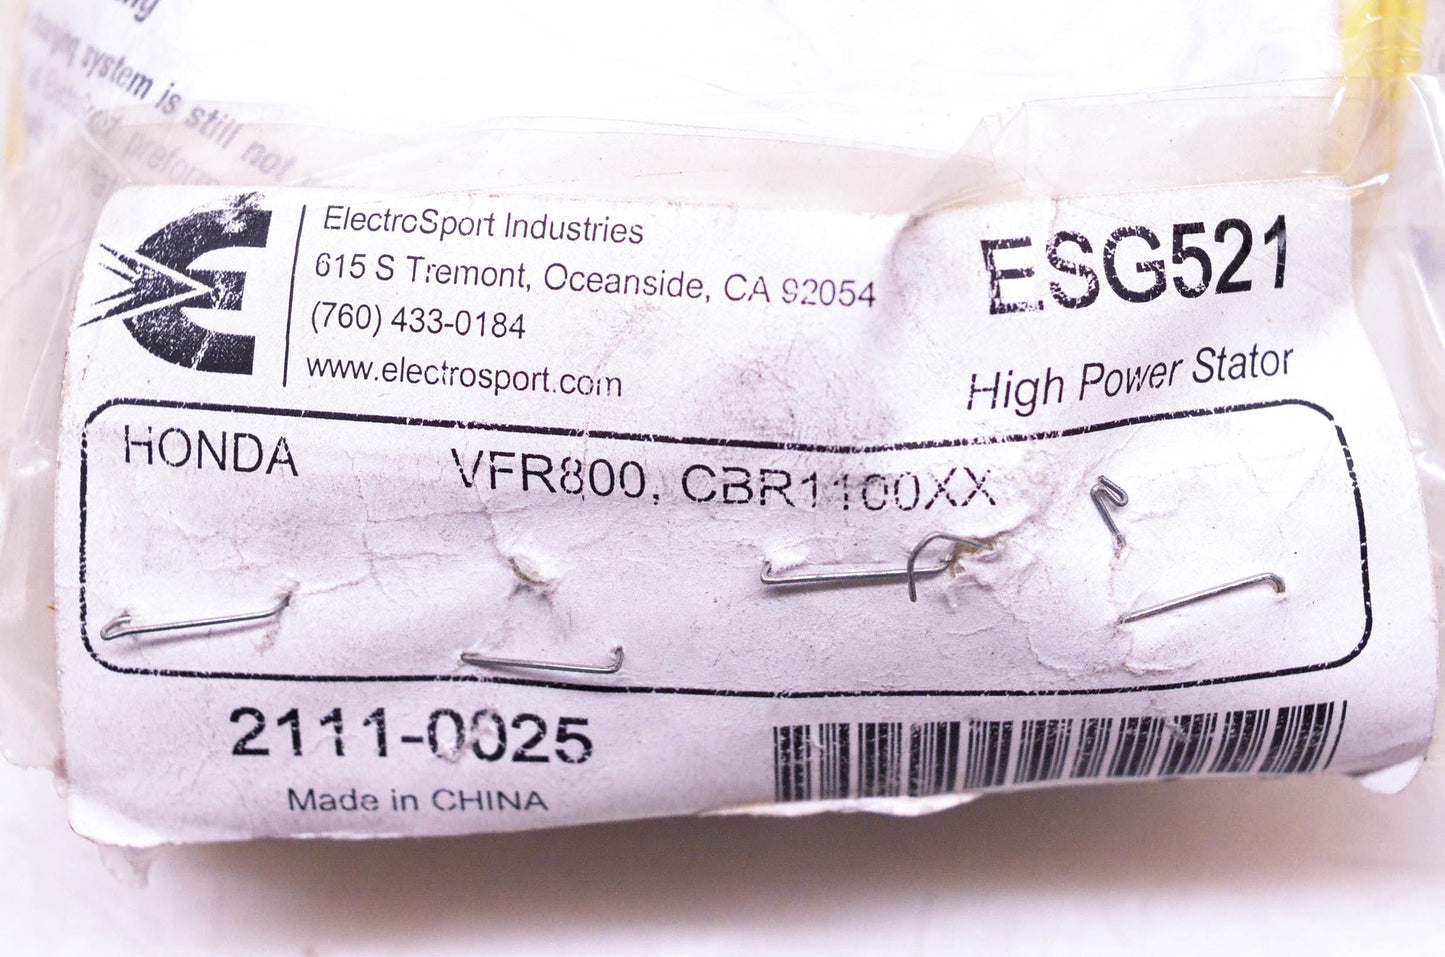 system is still not
ElectroSport Industries
615 S Tremont, Oceanside, CA 92054
(760) 433-0184
www.electrosport.com
ESG521
High Power Stator
HONDA VFR800, CBR1100XX
2111-0025
Made in CHINA